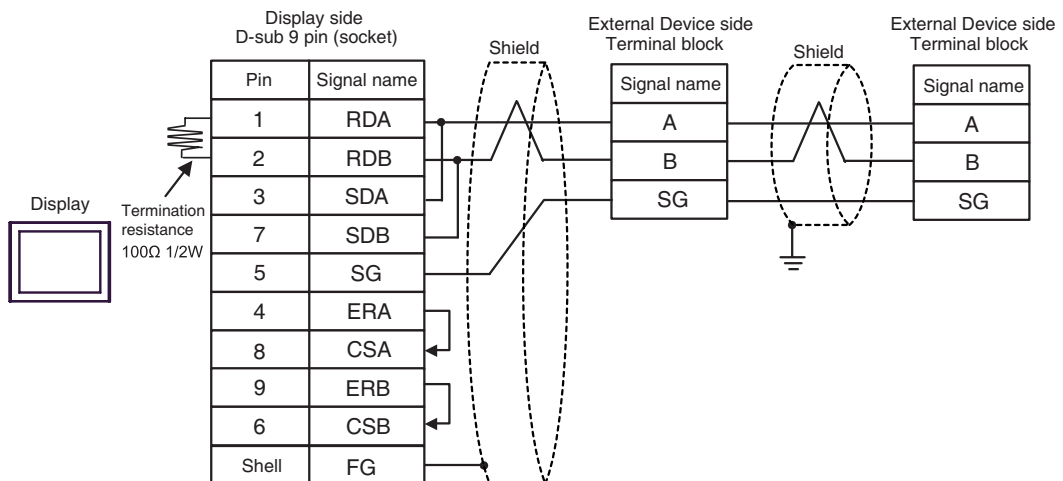 Display side
D-sub 9 pin (socket)
Shield
External Device side
Terminal block
Shield
External Device side
Terminal block
Pin Signal name
1 RDA
2 RDB
3 SDA
7 SDB
5 SG
4 ERA
8 CSA
9 ERB
6 CSB
Shell FG
Signal name
A
B
SG
Signal name
A
B
SG
Display
Termination
resistance
100Ω 1/2W